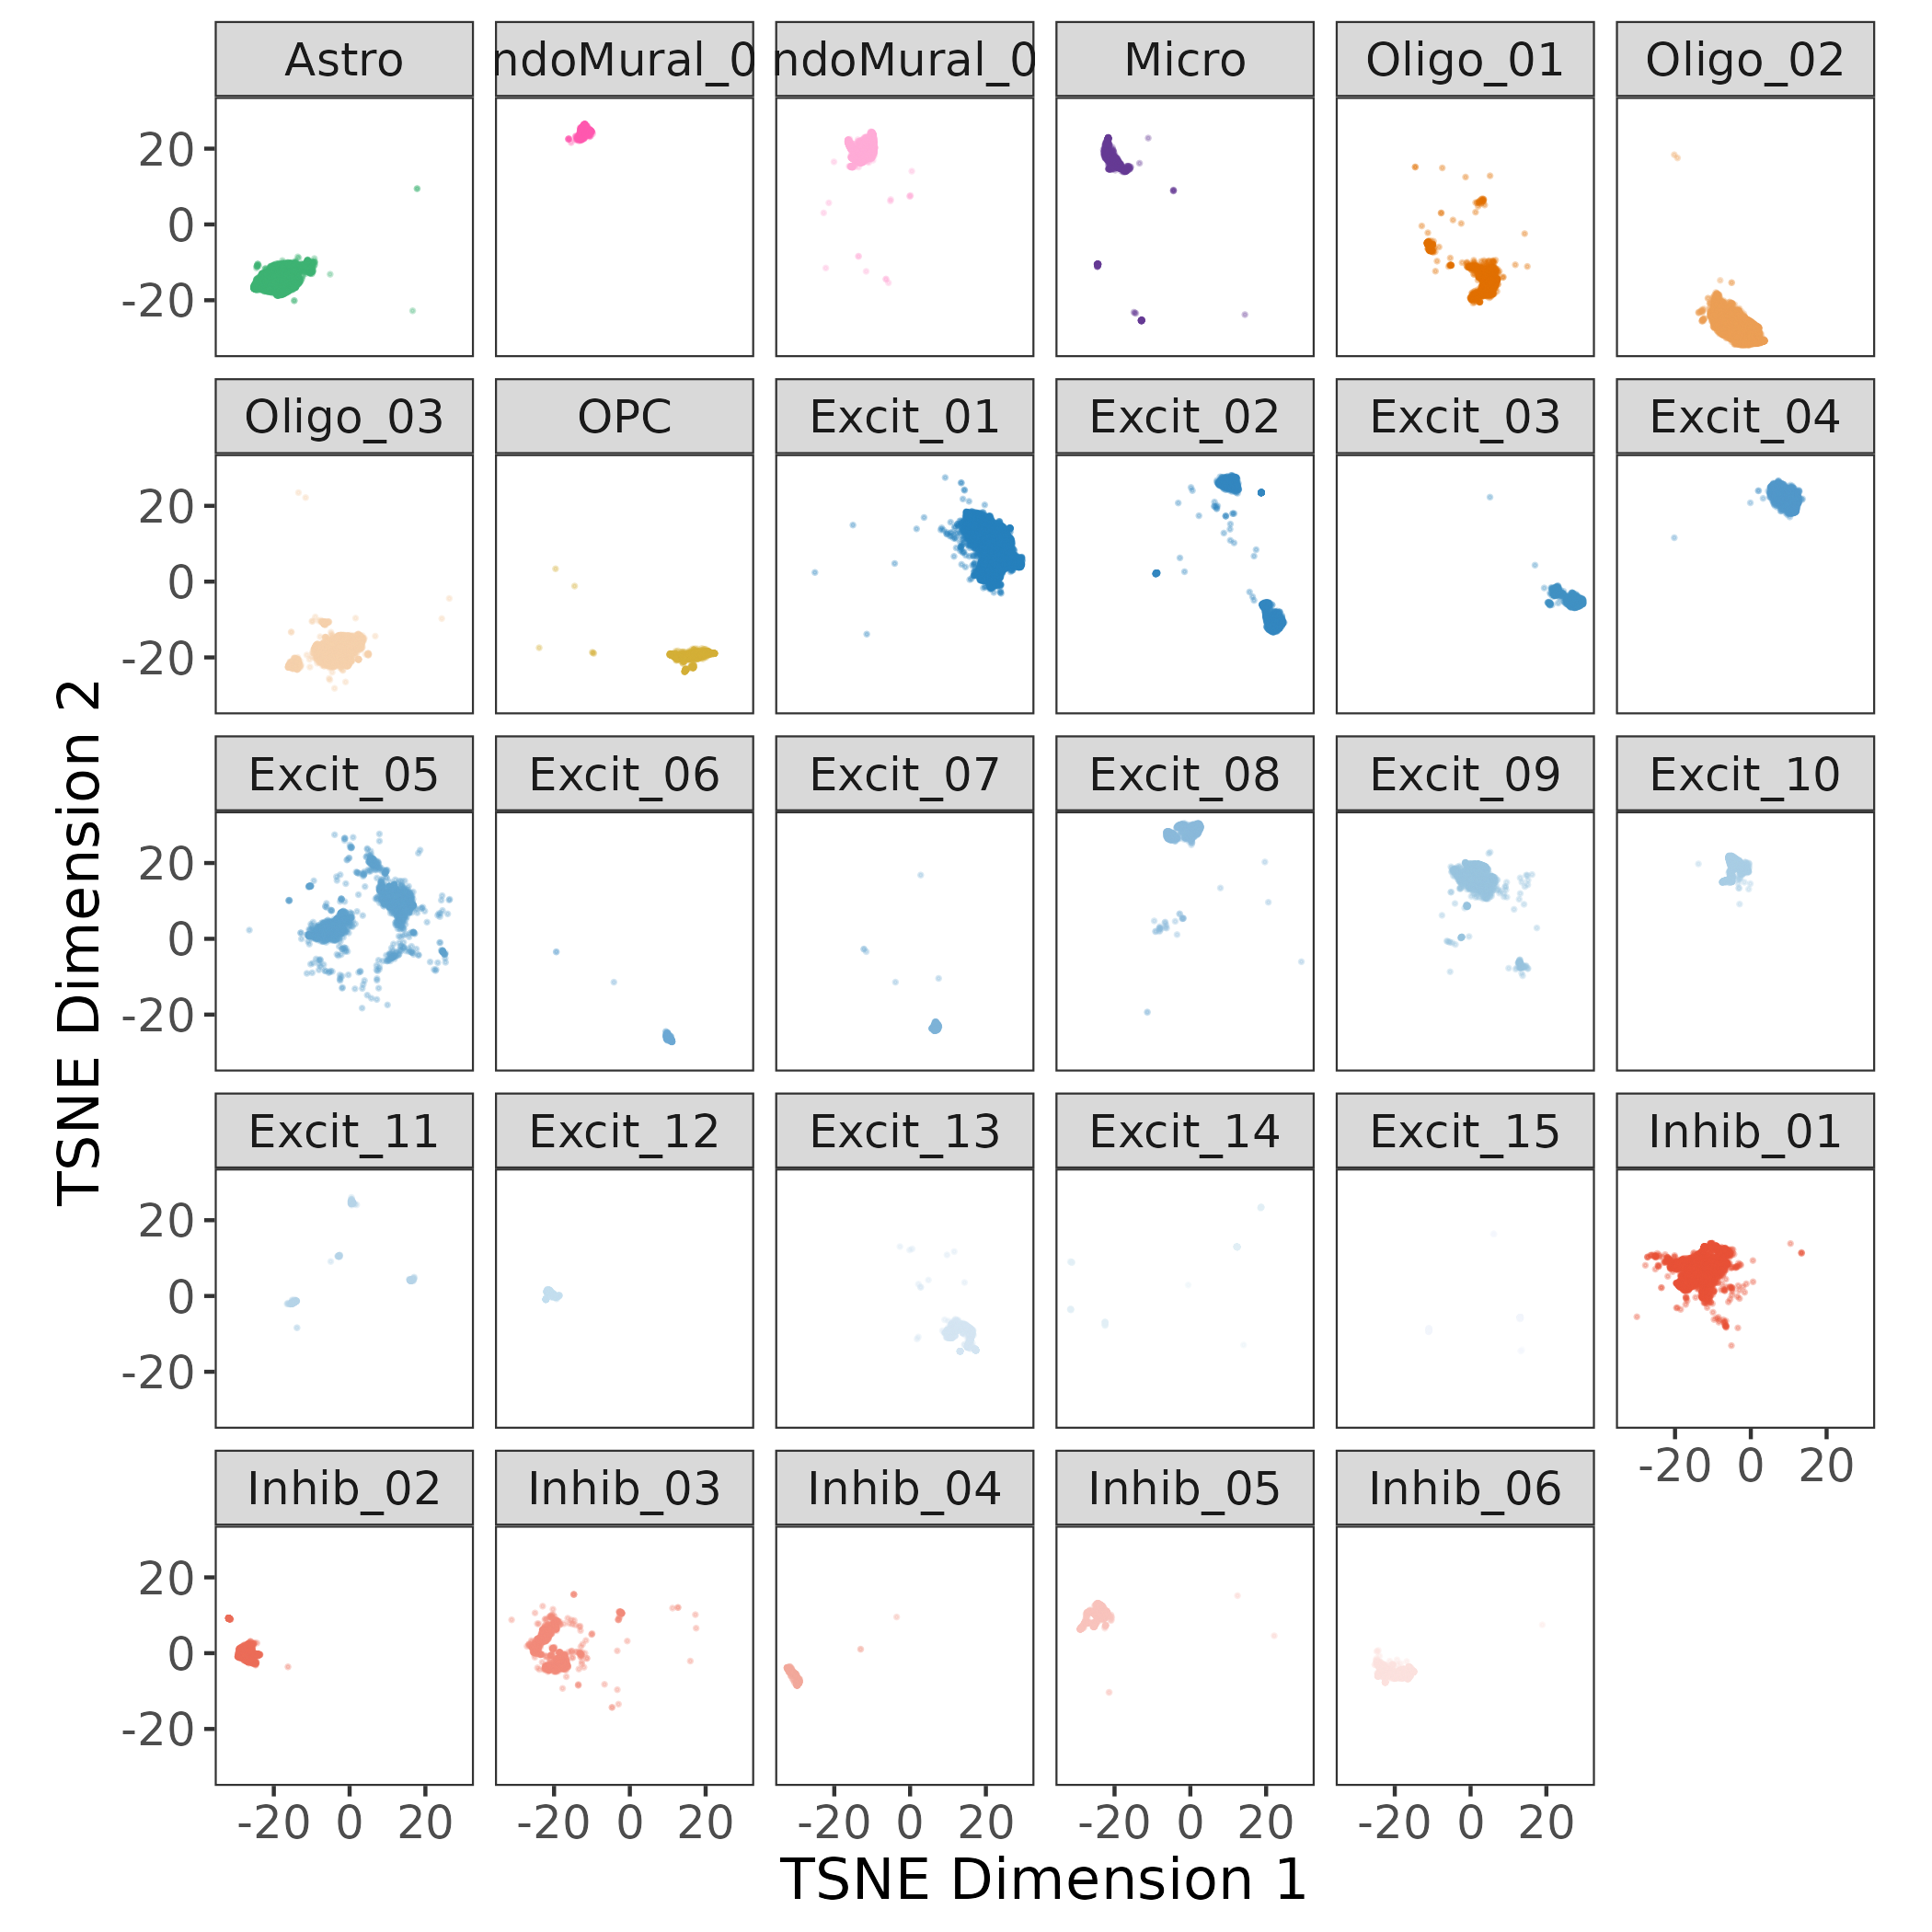 Astro ndoMural_0 ndoMural_0 Micro Oligo_01 Oligo_02
20
0
-20
Oligo_03 OPC Excit_01 Excit_02 Excit_03 Excit_04
20
0
-20
Excit_05 Excit_06 Excit_07 Excit_08 Excit_09 Excit_10
20
0
-20
Excit_11 Excit_12 Excit_13 Excit_14 Excit_15 Inhib_01
20
0
-20
-20 0 20
Inhib_02 Inhib_03 Inhib_04 Inhib_05 Inhib_06
20
0
-20
-20 0 20 -20 0 20 -20 0 20 -20 0 20 -20 0 20
TSNE Dimension 1
TSNE Dimension 2